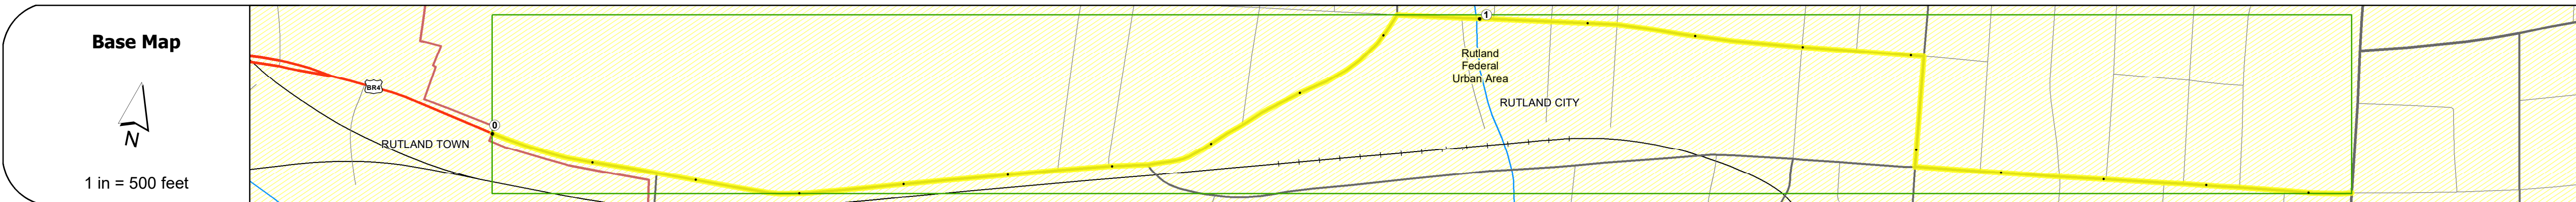 Base Map
N
1 in = 500 feet
BR4
RUTLAND TOWN
0
1
Rutland
Federal
Urban Area
RUTLAND CITY